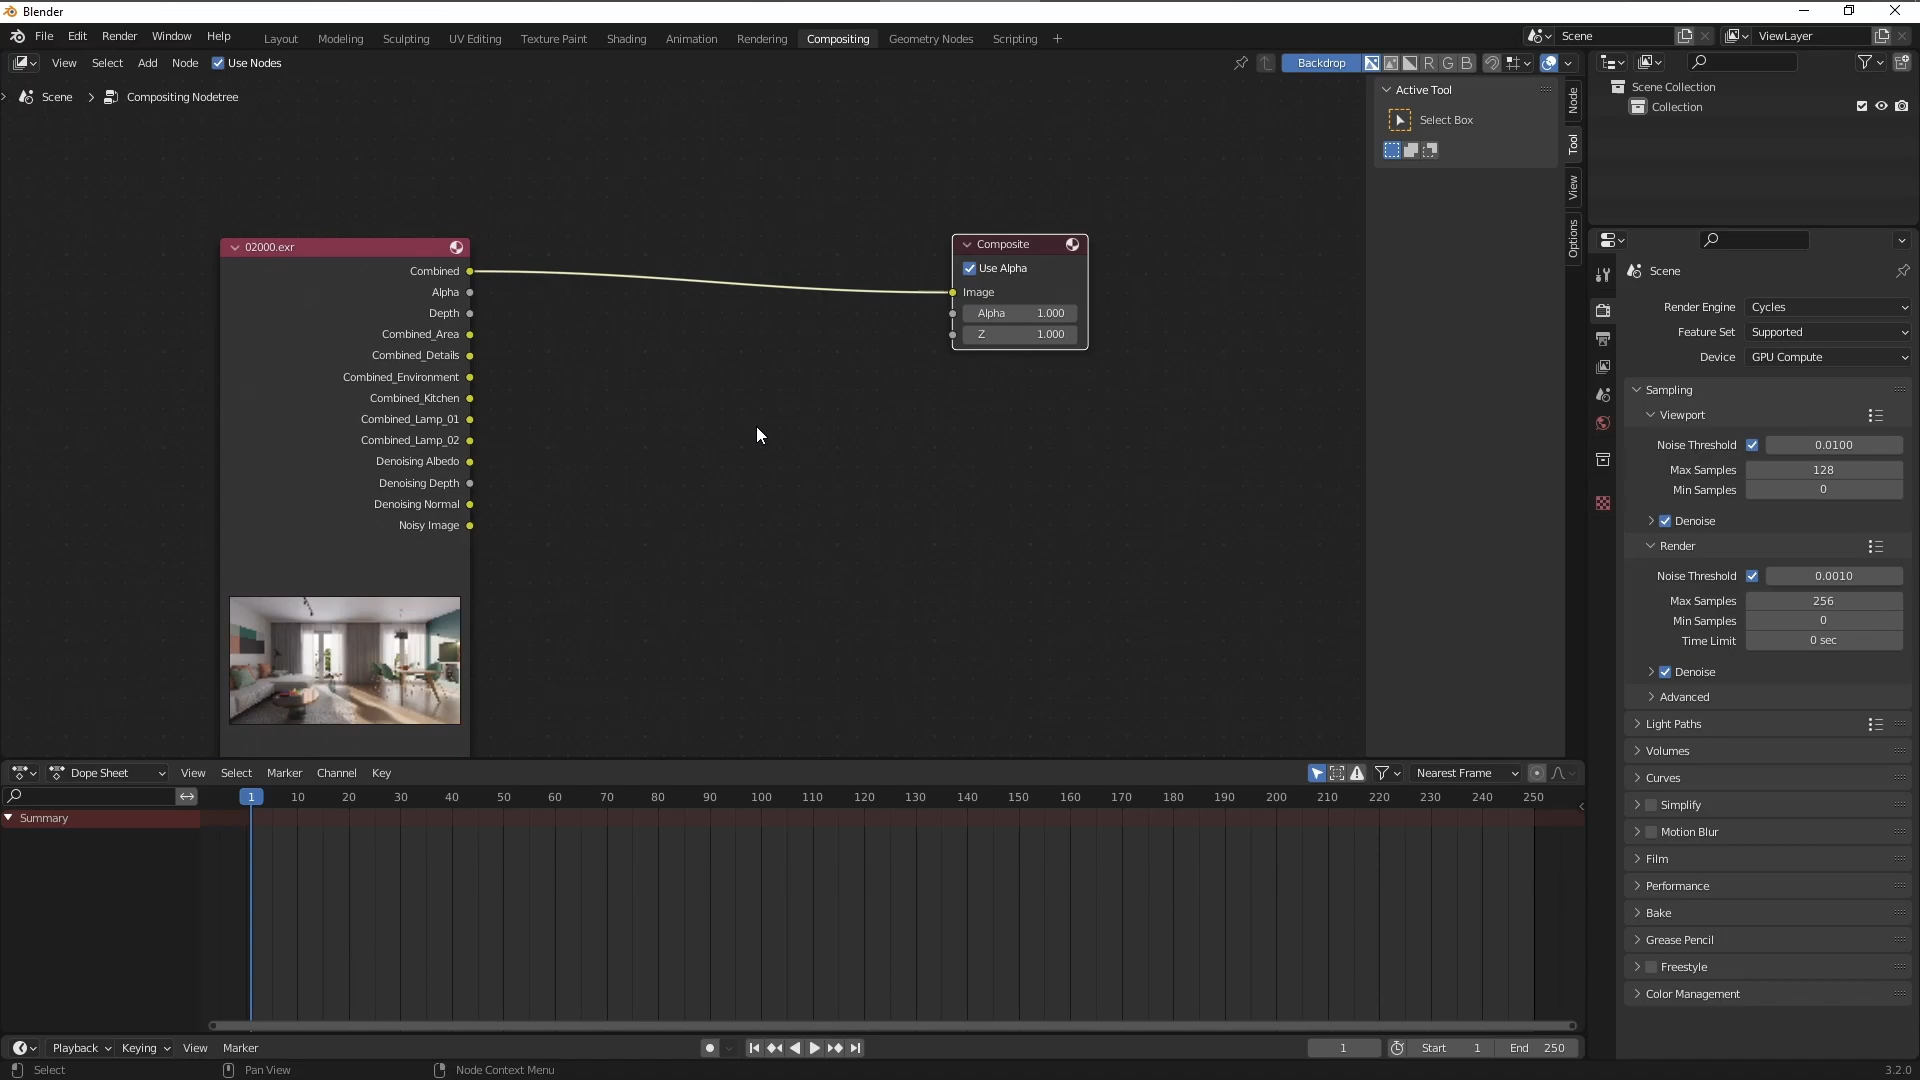 Blender
File Edit Render Window Help Layout Modeling Sculpting UV Editing Texture Paint Shading Animation Rendering Compositing Geometry Nodes Scripting + Scene ViewLayer
View Select Add Node Use Nodes Backdrop R G B
Scene > Compositing Nodetree
Active Tool
Select Box
Node
Tool
View
Options
Scene Collection
Collection
02000.exr
Combined
Alpha
Depth
Combined_Area
Combined_Details
Combined_Environment
Combined_Kitchen
Combined_Lamp_01
Combined_Lamp_02
Denoising Albedo
Denoising Depth
Denoising Normal
Noisy Image
Composite
Use Alpha
Image
Alpha 1.000
Z 1.000
Scene
Render Engine Cycles
Feature Set Supported
Device GPU Compute
Sampling
Viewport
Noise Threshold 0.0100
Max Samples 128
Min Samples 0
Denoise
Render
Noise Threshold 0.0010
Max Samples 256
Min Samples 0
Time Limit 0 sec
Denoise
Advanced
Light Paths
Volumes
Curves
Simplify
Motion Blur
Film
Performance
Bake
Grease Pencil
Freestyle
Color Management
Dope Sheet View Select Marker Channel Key Nearest Frame
1 10 20 30 40 50 60 70 80 90 100 110 120 130 140 150 160 170 180 190 200 210 220 230 240 250
Summary
Playback Keying View Marker 1 Start 1 End 250
Select Pan View Node Context Menu 3.2.0